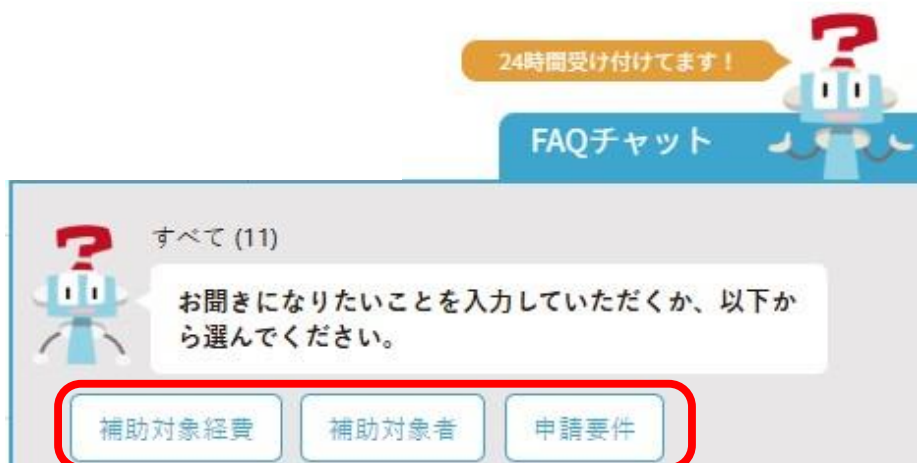 24時間受け付けてます！
FAQチャット
すべて (11)
お聞きになりたいことを入力していただくか、以下か
ら選んでください。
補助対象経費
補助対象者
申請要件